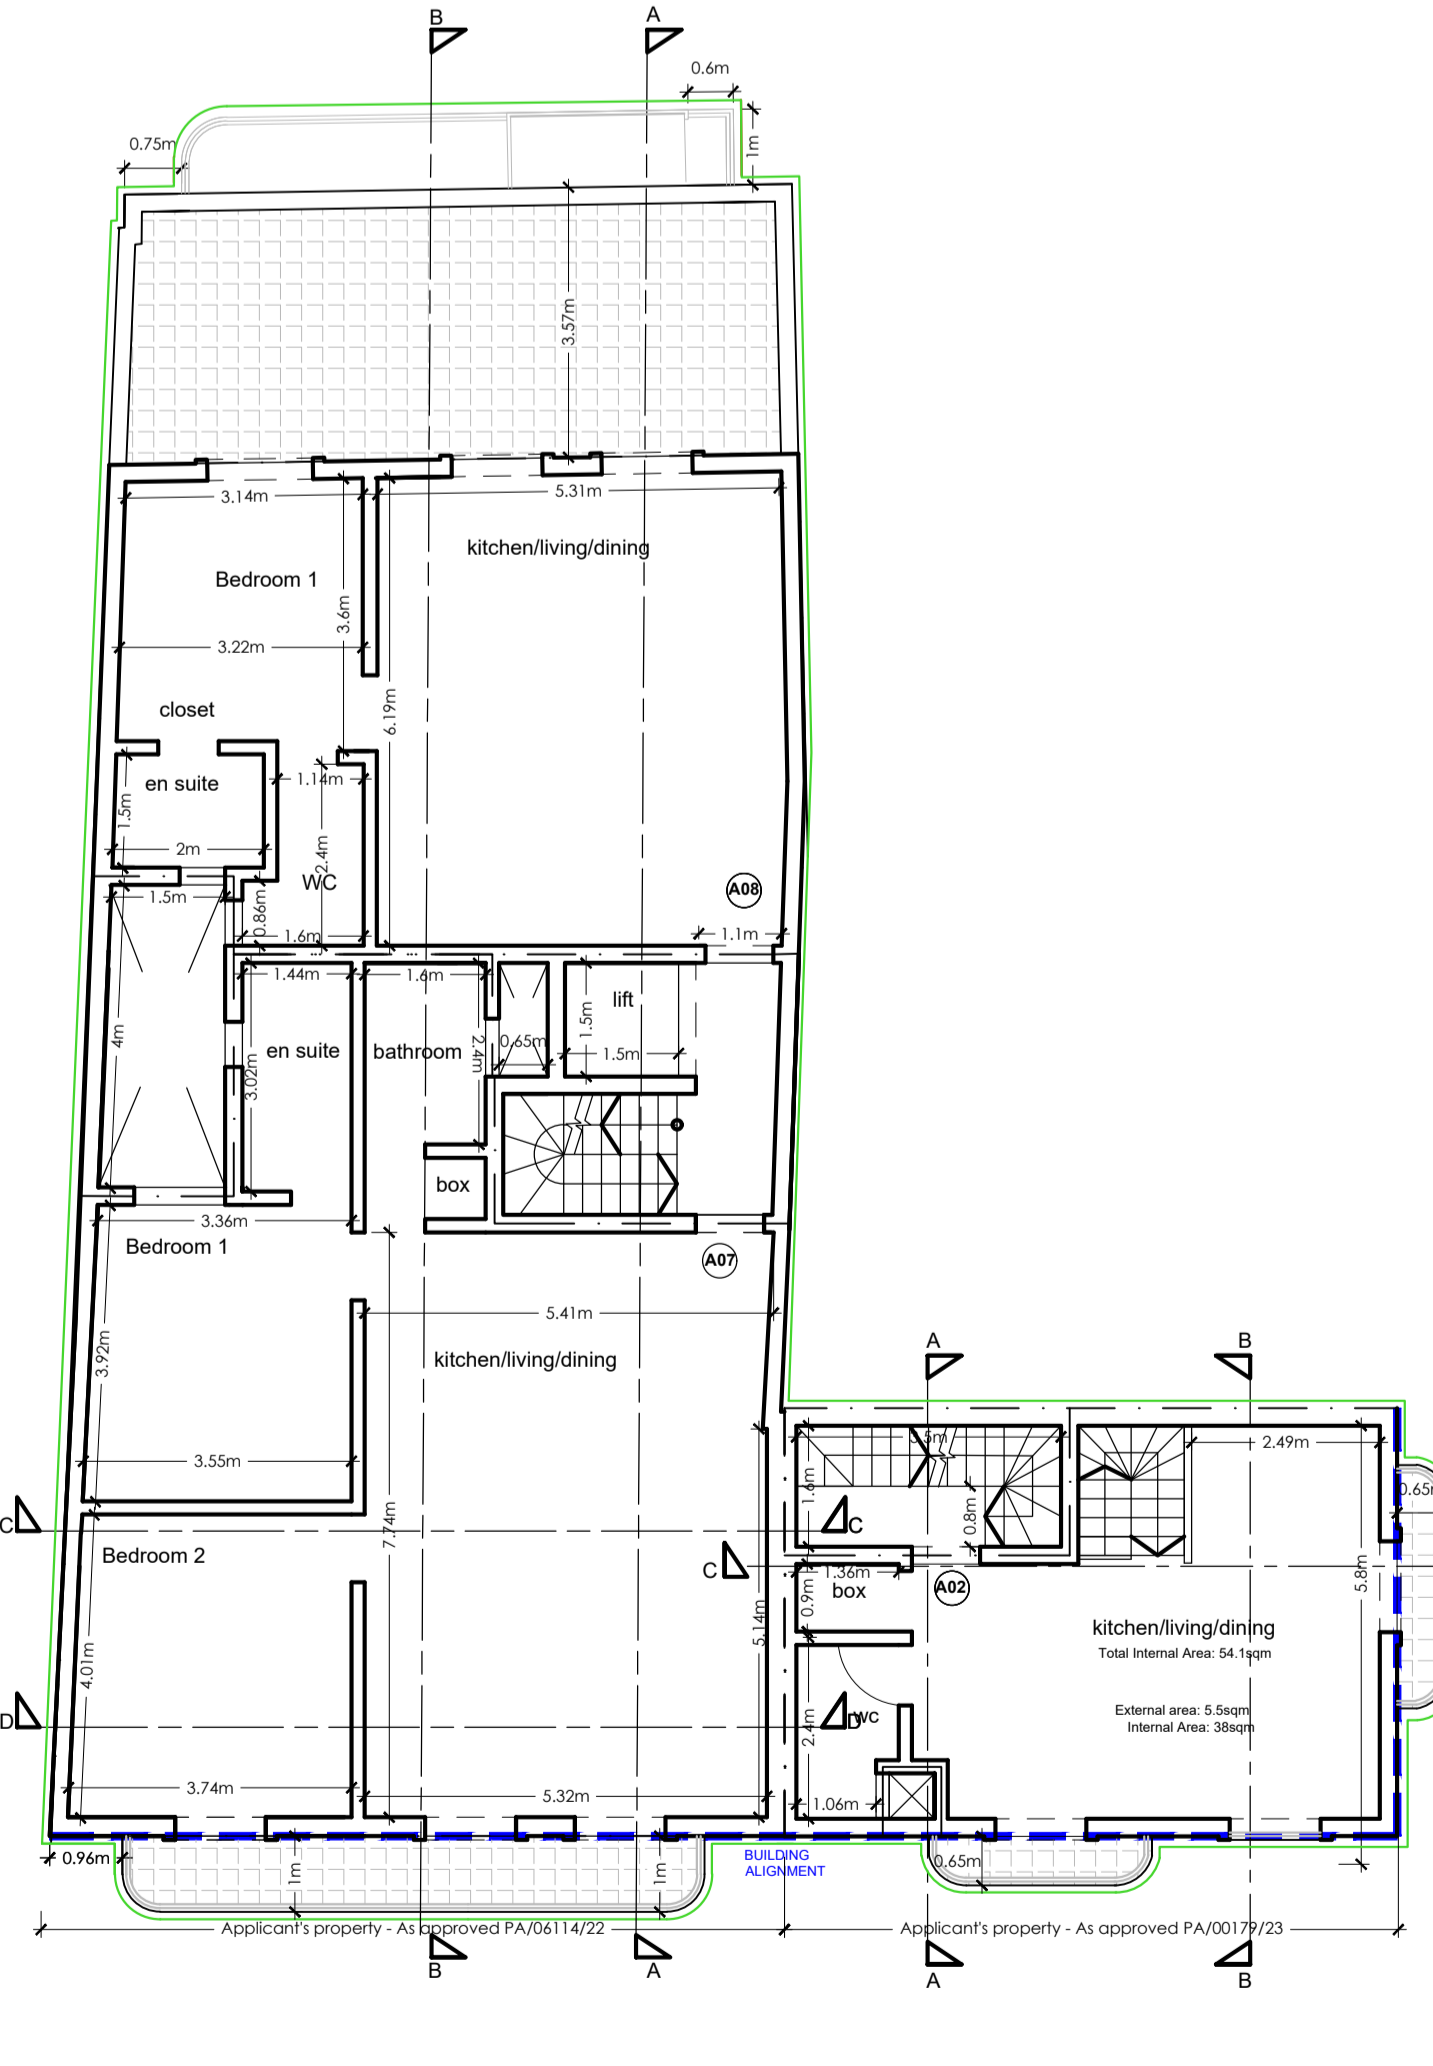 B
A
0.6m
0.75m
1m
3.57m
3.14m
5.31m
kitchen/living/dining
Bedroom 1
3.6m
3.22m
6.19m
closet
en suite
1.14m
1.5m
2m
2.4m
WC
A08
1.5m
0.86m
1.6m
1.1m
1.44m
1.6m
lift
1.5m
4m
en suite
bathroom
2.4m
0.65m
1.5m
3.02m
box
3.36m
Bedroom 1
A07
5.41m
3.92m
kitchen/living/dining
A
B
3.55m
3.5m
2.49m
1.6m
0.65m
C
7.74m
C
0.8m
Bedroom 2
C
1.36m
box
0.9m
A02
5.8m
5.14m
kitchen/living/dining
Total Internal Area: 54.1sqm
4.01m
D
D
wc
External area: 5.5sqm
Internal Area: 38sqm
2.4m
3.74m
5.32m
1.06m
0.96m
1m
1m
BUILDING
ALIGNMENT
0.65m
Applicant's property - As approved PA/06114/22
Applicant's property - As approved PA/00179/23
B
A
A
B